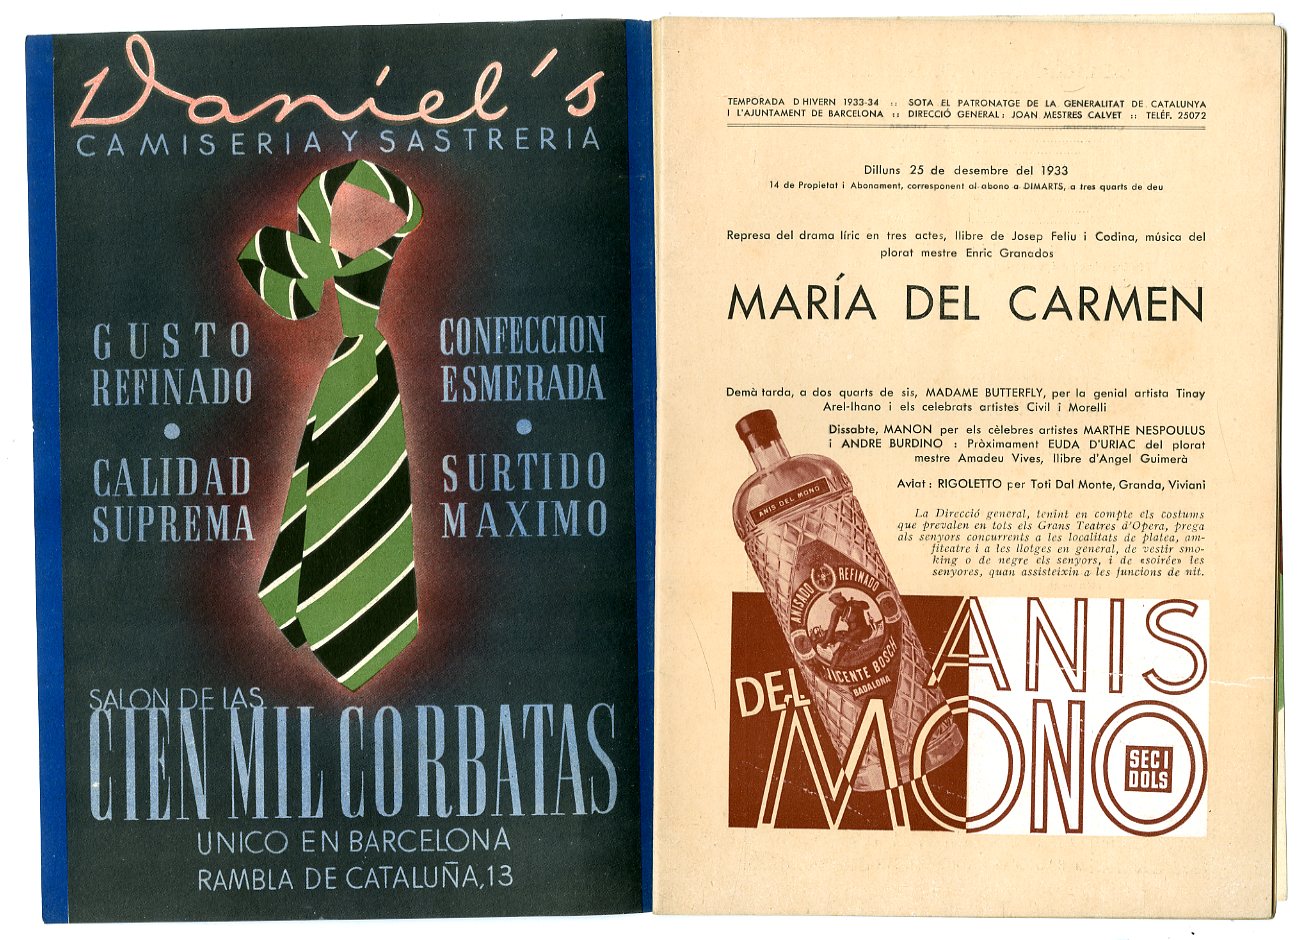 Daniel's
CAMISERIA Y SASTRERIA
GUSTO
REFINADO
CALIDAD
SUPREMA
CONFECCION
ESMERADA
SURTIDO
MAXIMO
SALON DE LAS
CIEN MIL CORBATAS
UNICO EN BARCELONA
RAMBLA DE CATALUÑA, 13
TEMPORADA D HIVERN 1933-34 :: SOTA EL PATRONATGE DE LA GENERALITAT DE CATALUNYA
I L'AJUNTAMENT DE BARCELONA :: DIRECCIÓ GENERAL: JOAN MESTRES CALVET :: TELÉF. 25072
Dilluns 25 de desembre del 1933
14 de Propietat i Abonament, corresponent al abono a DIMARTS, a tres quarts de deu
Represa del drama líric en tres actes, llibre de Josep Feliu i Codina, música del
plorat mestre Enric Granados
MARÍA DEL CARMEN
Demà tarda, a dos quarts de sis, MADAME BUTTERFLY, per la genial artista Tinay
Arel-lhano i els celebrats artistes Civil i Morelli
Dissabte, MANON per els cèlebres artistes MARTHE NESPOULUS
i ANDRE BURDINO : Pròximament EUDA D'URIAC del plorat
mestre Amadeu Vives, llibre d'Angel Guimerà
Aviat : RIGOLETTO per Toti Dal Monte, Granda, Viviani
La Direcció general, tenint en compte els costums
que prevalen en tots els Grans Teatres d'Opera, prega
als senyors concurrents a les localitats de platea, am-
fiteatre i a les llotges en general, de vestir smo-
king o de negre els senyors, i de «soirée» les
senyores, quan assisteixin a les funcions de nit.
ANIS DEL MONO
ANISADO REFINADO
VICENTE BOSCH
BADALONA
ANIS
DEL
MONO
SEC I
DOLS